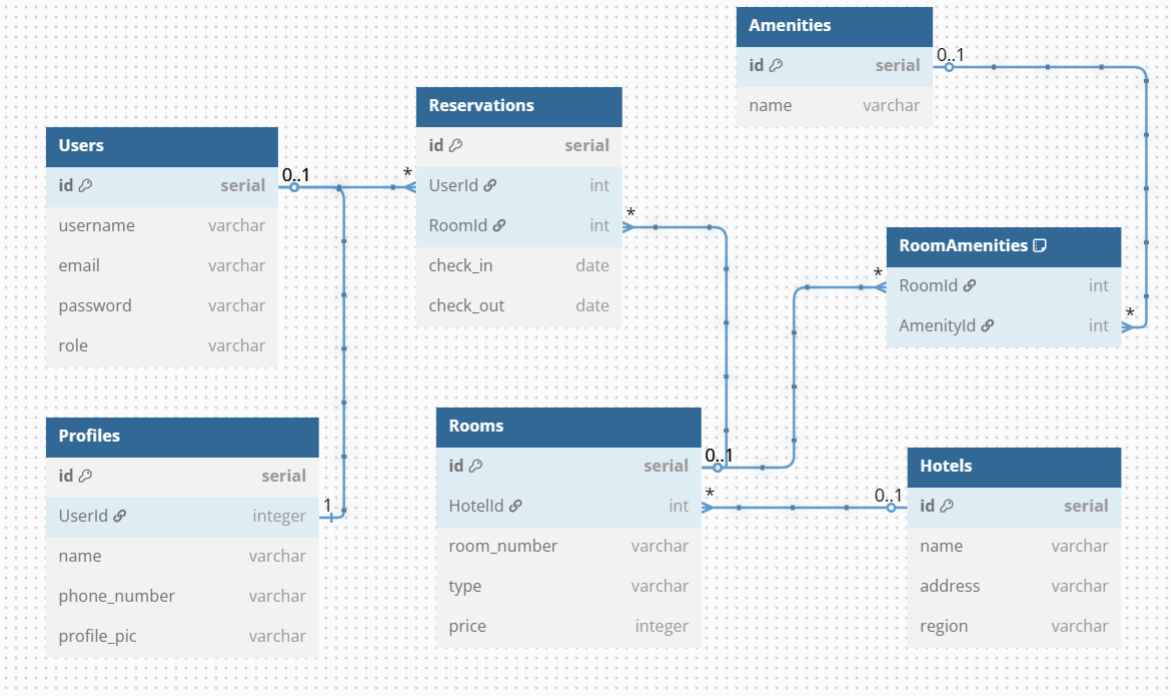 Amenities
id serial
name varchar
0..1
Reservations
id serial
UserId int
RoomId int
check_in date
check_out date
*
*
Users
id serial
username varchar
email varchar
password varchar
role varchar
0..1
RoomAmenities
RoomId int
AmenityId int
*
*
Profiles
id serial
UserId integer
name varchar
phone_number varchar
profile_pic varchar
1
Rooms
id serial
HotelId int
room_number varchar
type varchar
price integer
0..1
*
Hotels
id serial
name varchar
address varchar
region varchar
0..1